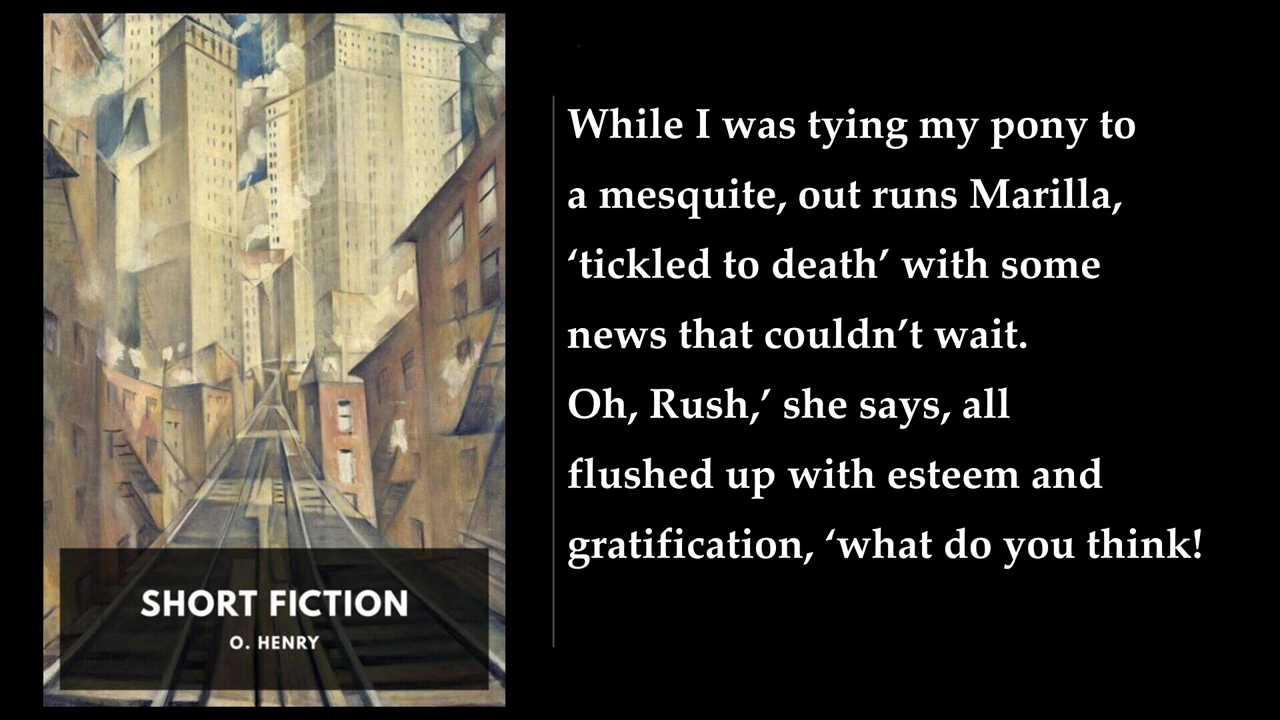 While I was tying my pony to
a mesquite, out runs Marilla,
‘tickled to death’ with some
news that couldn’t wait.
Oh, Rush,’ she says, all
flushed up with esteem and
gratification, ‘what do you think!
SHORT FICTION
O. HENRY